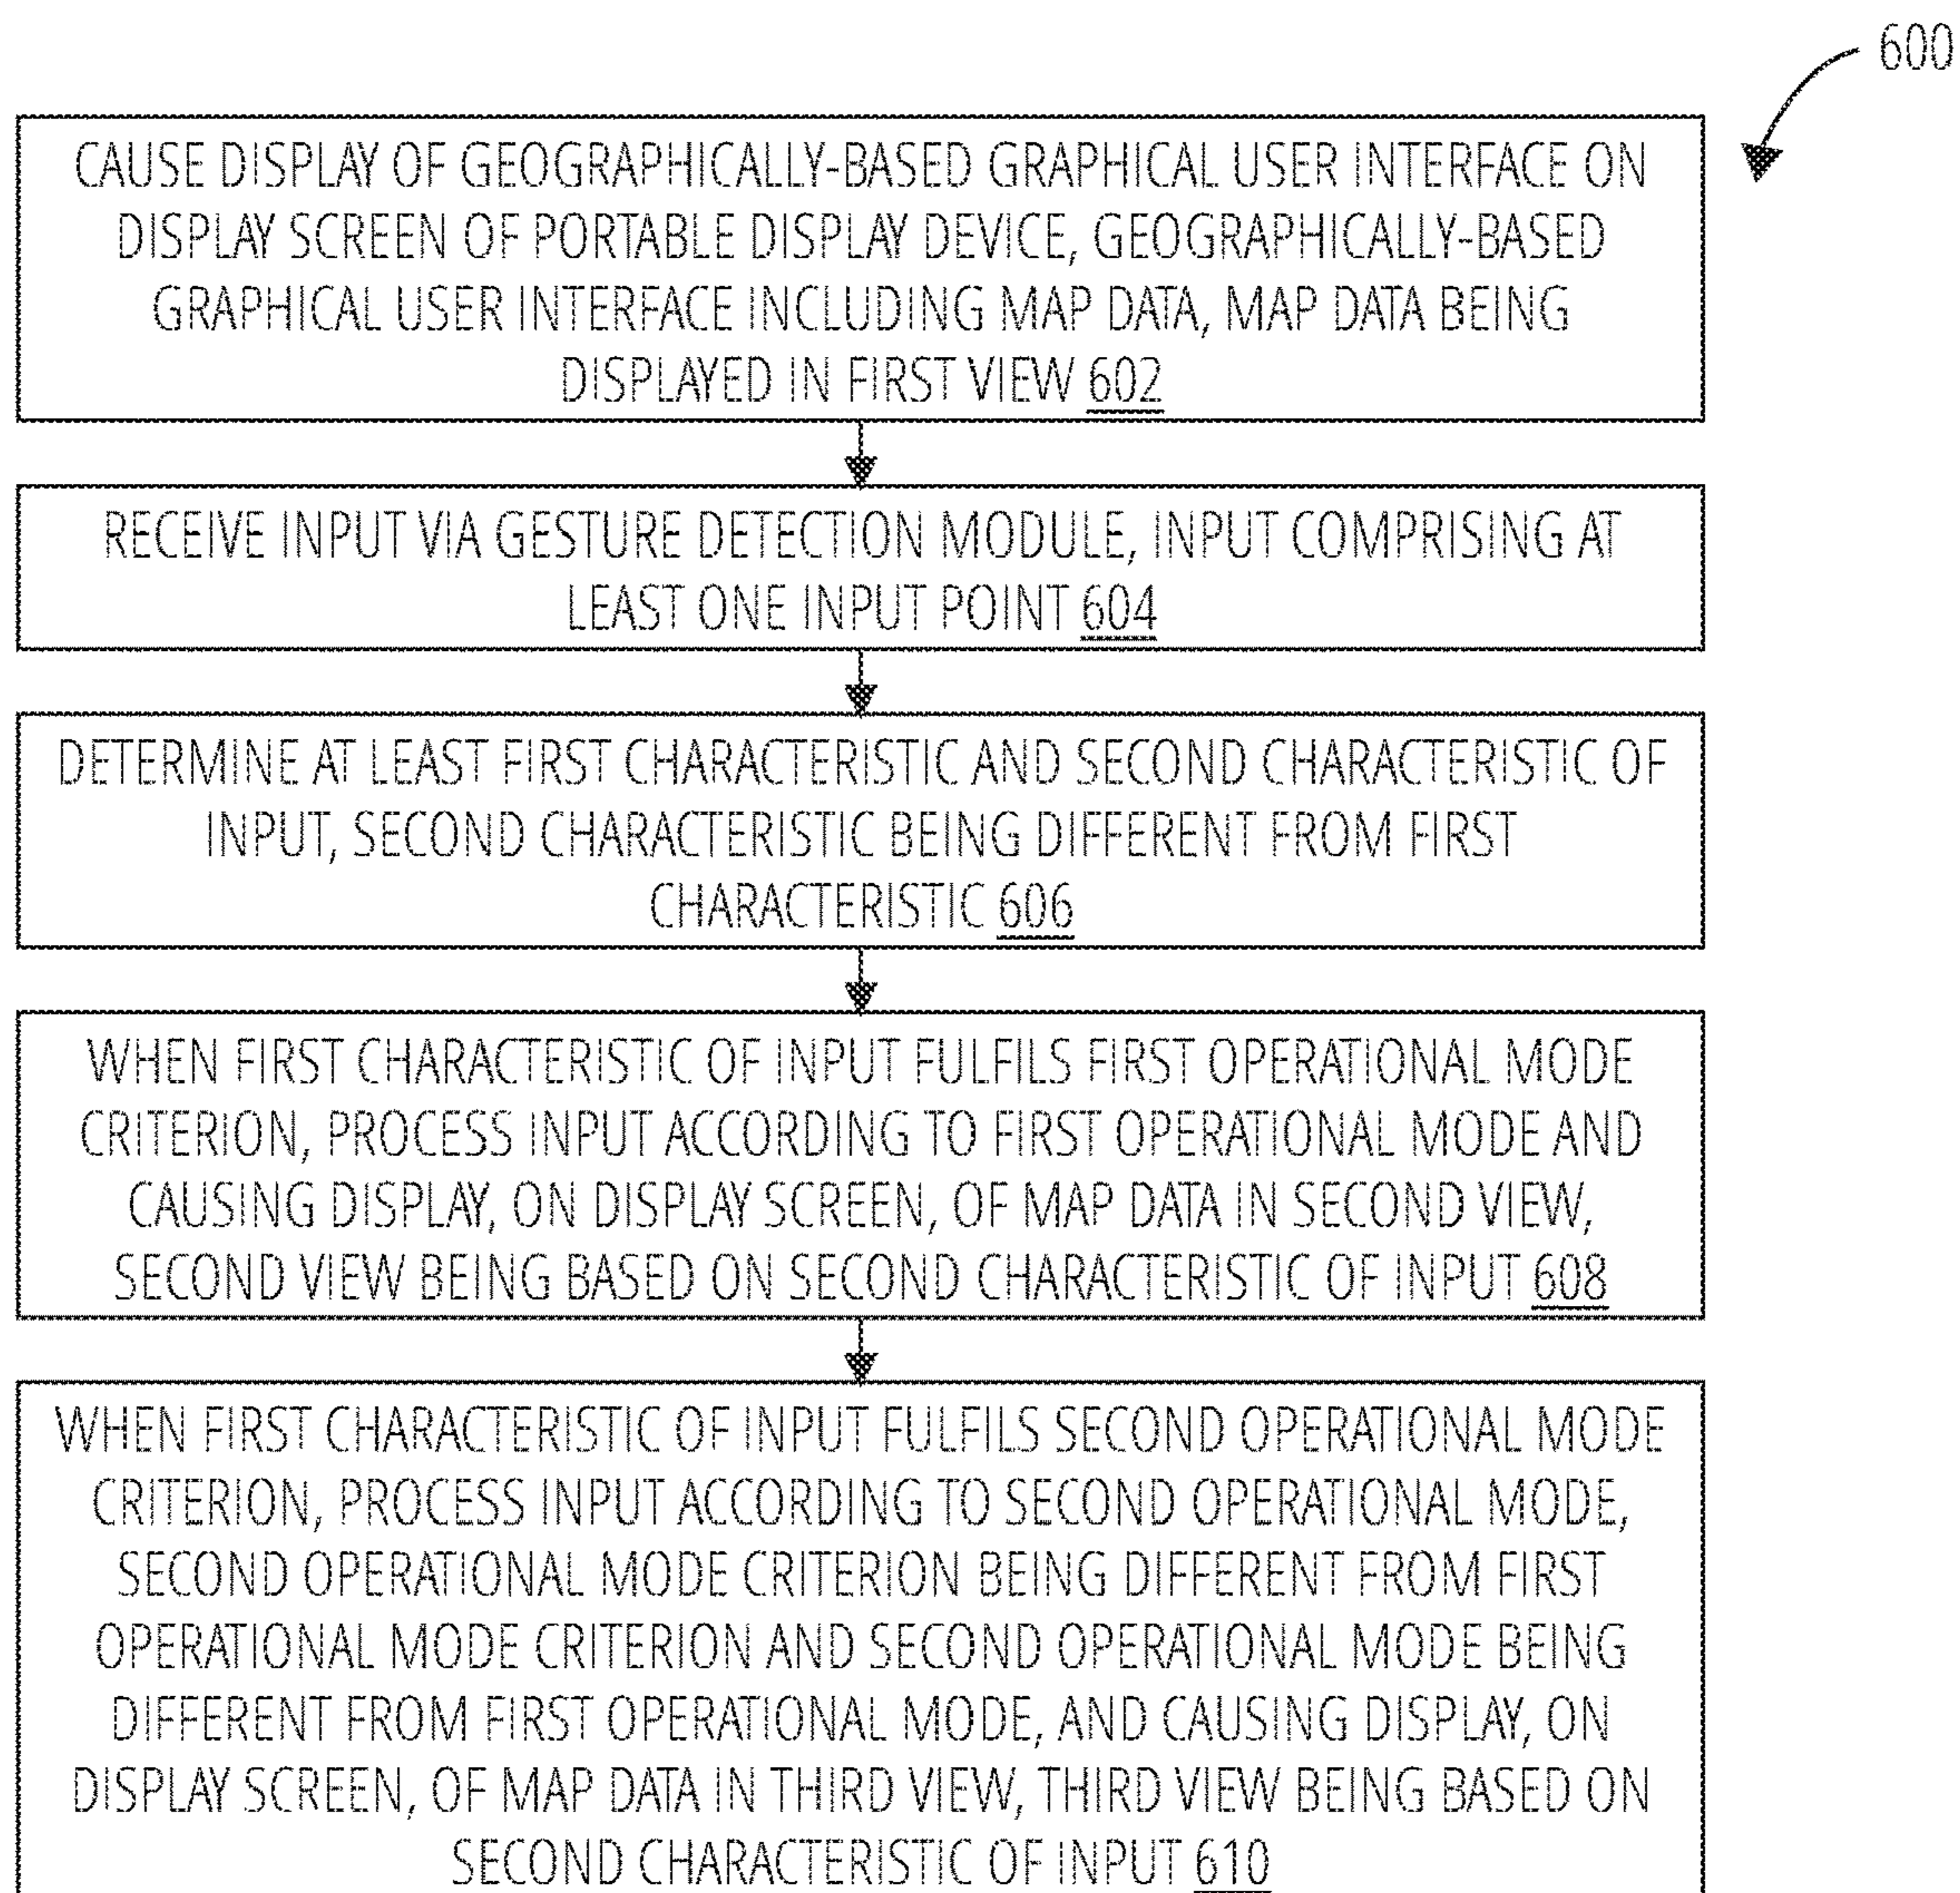 600
CAUSE DISPLAY OF GEOGRAPHICALLY-BASED GRAPHICAL USER INTERFACE ON
DISPLAY SCREEN OF PORTABLE DISPLAY DEVICE, GEOGRAPHICALLY-BASED
GRAPHICAL USER INTERFACE INCLUDING MAP DATA, MAP DATA BEING
DISPLAYED IN FIRST VIEW 602
RECEIVE INPUT VIA GESTURE DETECTION MODULE, INPUT COMPRISING AT
LEAST ONE INPUT POINT 604
DETERMINE AT LEAST FIRST CHARACTERISTIC AND SECOND CHARACTERISTIC OF
INPUT, SECOND CHARACTERISTIC BEING DIFFERENT FROM FIRST
CHARACTERISTIC 606
WHEN FIRST CHARACTERISTIC OF INPUT FULFILS FIRST OPERATIONAL MODE
CRITERION, PROCESS INPUT ACCORDING TO FIRST OPERATIONAL MODE AND
CAUSING DISPLAY, ON DISPLAY SCREEN, OF MAP DATA IN SECOND VIEW,
SECOND VIEW BEING BASED ON SECOND CHARACTERISTIC OF INPUT 608
WHEN FIRST CHARACTERISTIC OF INPUT FULFILS SECOND OPERATIONAL MODE
CRITERION, PROCESS INPUT ACCORDING TO SECOND OPERATIONAL MODE,
SECOND OPERATIONAL MODE CRITERION BEING DIFFERENT FROM FIRST
OPERATIONAL MODE CRITERION AND SECOND OPERATIONAL MODE BEING
DIFFERENT FROM FIRST OPERATIONAL MODE, AND CAUSING DISPLAY, ON
DISPLAY SCREEN, OF MAP DATA IN THIRD VIEW, THIRD VIEW BEING BASED ON
SECOND CHARACTERISTIC OF INPUT 610